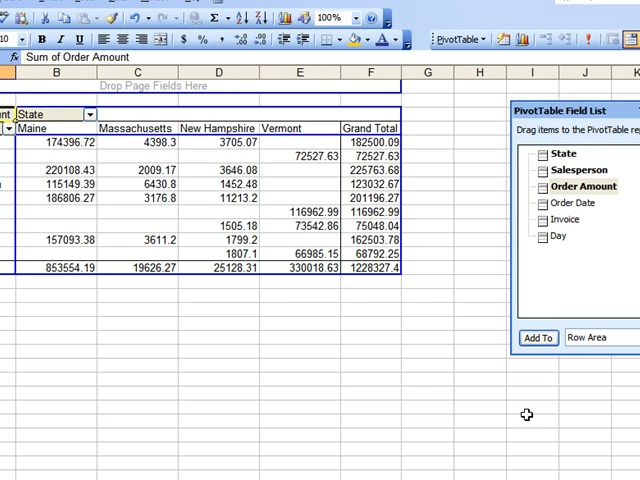 100%
10 B I U $ % , PivotTable
Sum of Order Amount
B C D E F G H I J K
Drop Page Fields Here
State
Maine Massachusetts New Hampshire Vermont Grand Total
174396.72 4398.3 3705.07 182500.09
72527.63 72527.63
220108.43 2009.17 3646.08 225763.68
115149.39 6430.8 1452.48 123032.67
186806.27 3176.8 11213.2 201196.27
116962.99 116962.99
1505.18 73542.86 75048.04
157093.38 3611.2 1799.2 162503.78
1807.1 66985.15 68792.25
853554.19 19626.27 25128.31 330018.63 1228327.4
PivotTable Field List
Drag items to the PivotTable
State
Salesperson
Order Amount
Order Date
Invoice
Day
Add To Row Area